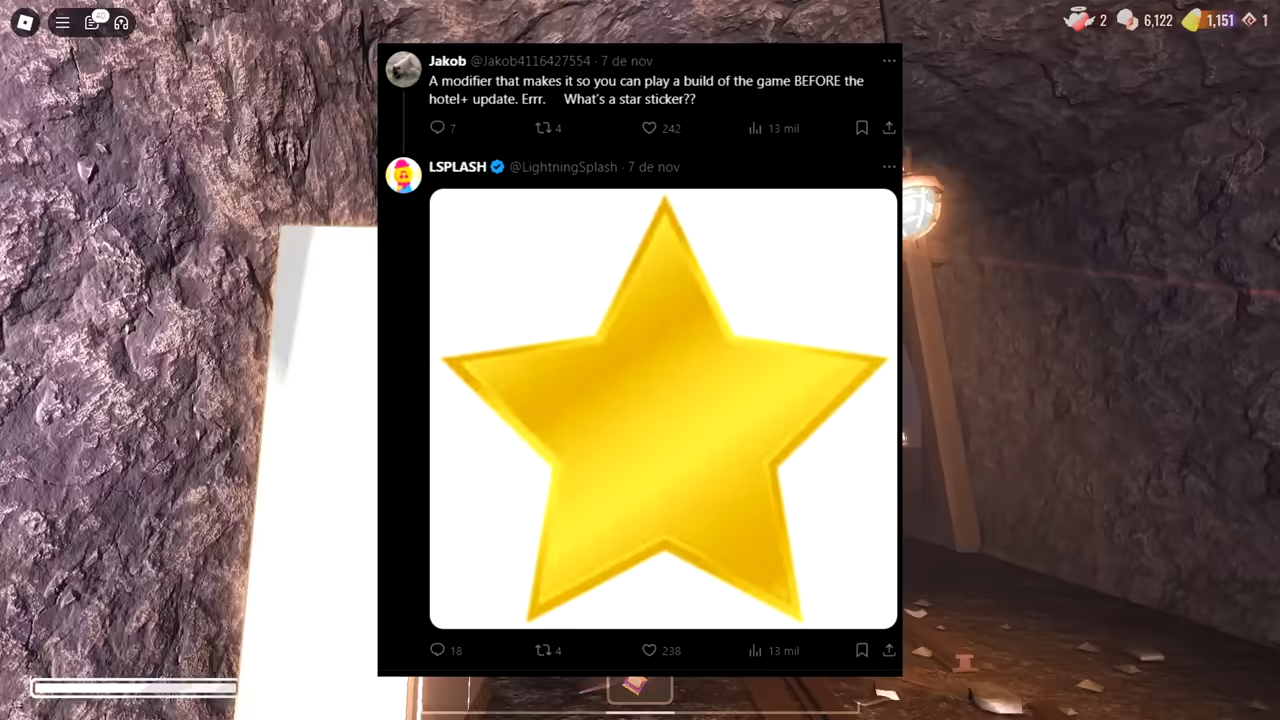 40
2
6,122
1,151
1
Jakob @Jakob4116427554 · 7 de nov
A modifier that makes it so you can play a build of the game BEFORE the
hotel+ update. Errr. What's a star sticker??
7 4 242 13 mil
LSPLASH @LightningSplash · 7 de nov
18 4 238 13 mil